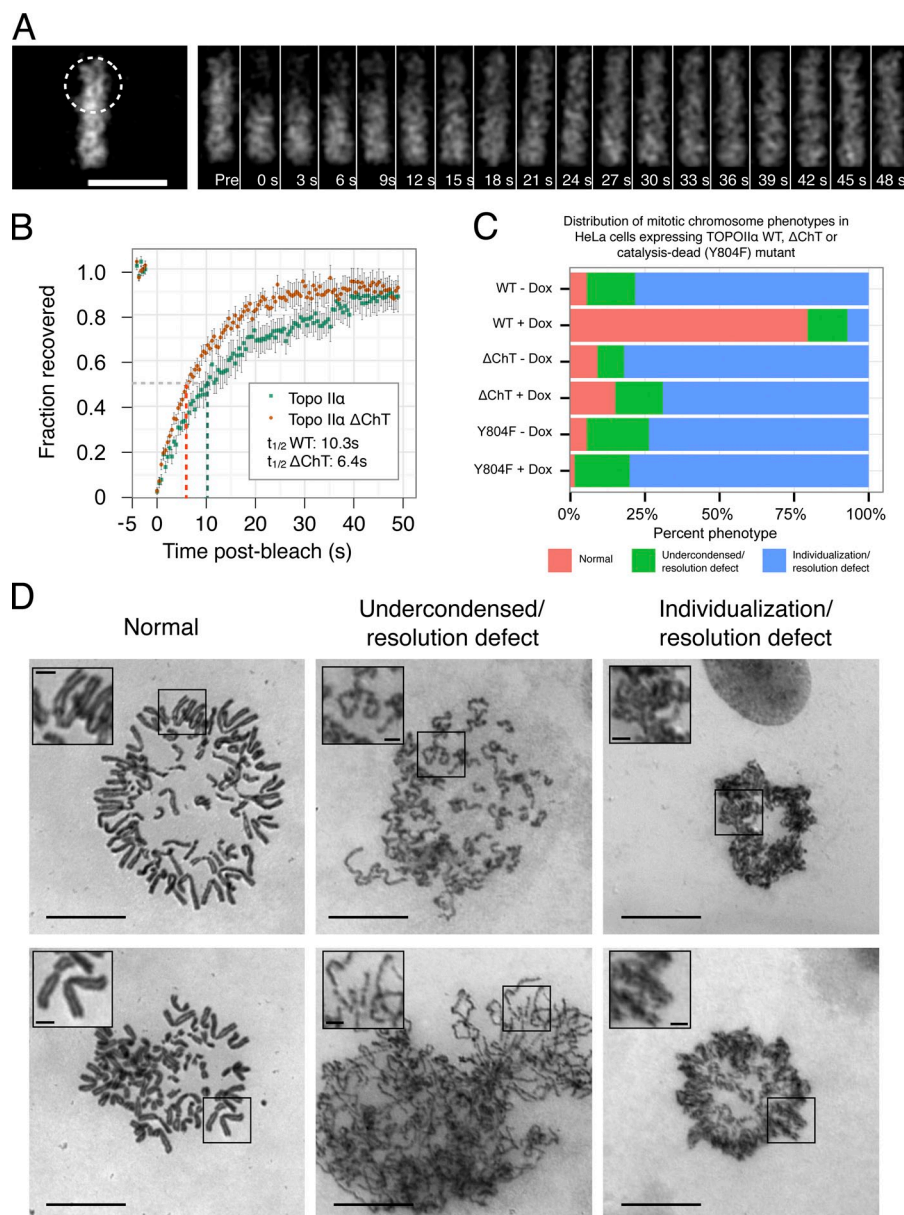 A
Pre 0 s 3 s 6 s 9s 12 s 15 s 18 s 21 s 24 s 27 s 30 s 33 s 36 s 39 s 42 s 45 s 48 s
B
Fraction recovered
1.0
0.8
0.6
0.4
0.2
0
Topo IIα
Topo IIα ΔChT
t1/2 WT: 10.3s
t1/2 ΔChT: 6.4s
-5 0 10 20 30 40 50
Time post-bleach (s)
C
Distribution of mitotic chromosome phenotypes in
HeLa cells expressing TOPOIIα WT, ΔChT or
catalysis-dead (Y804F) mutant
WT - Dox
WT + Dox
ΔChT - Dox
ΔChT + Dox
Y804F - Dox
Y804F + Dox
0% 25% 50% 75% 100%
Percent phenotype
Normal
Undercondensed/
resolution defect
Individualization/
resolution defect
D
Normal
Undercondensed/
resolution defect
Individualization/
resolution defect